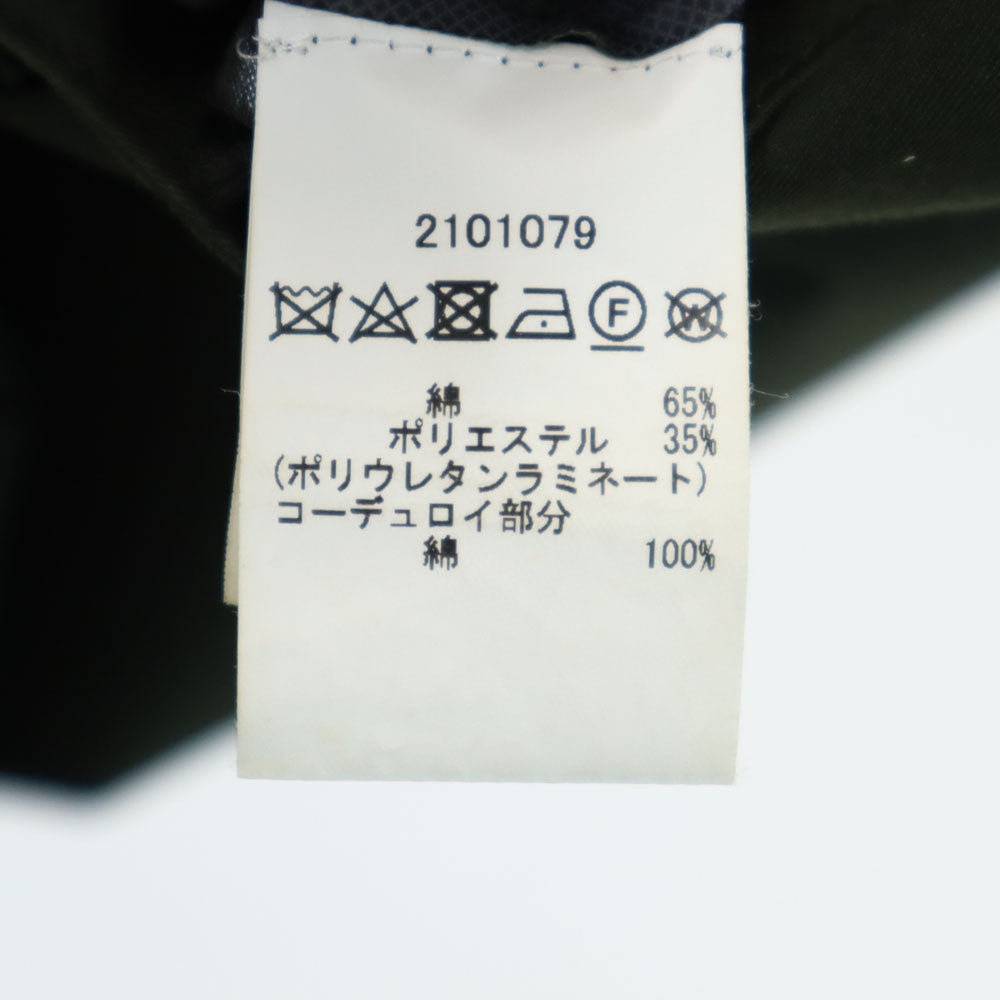 2101079
F W
綿 65%
ポリエステル 35%
(ポリウレタンラミネート)
コーデュロイ部分
綿 100%